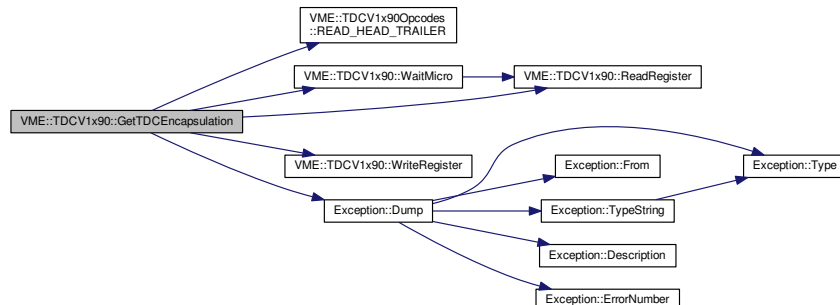 VME::TDCV1x90Opcodes
::READ_HEAD_TRAILER
VME::TDCV1x90::WaitMicro
VME::TDCV1x90::ReadRegister
VME::TDCV1x90::GetTDCEncapsulation
VME::TDCV1x90::WriteRegister
Exception::From
Exception::Type
Exception::Dump
Exception::TypeString
Exception::Description
Exception::ErrorNumber